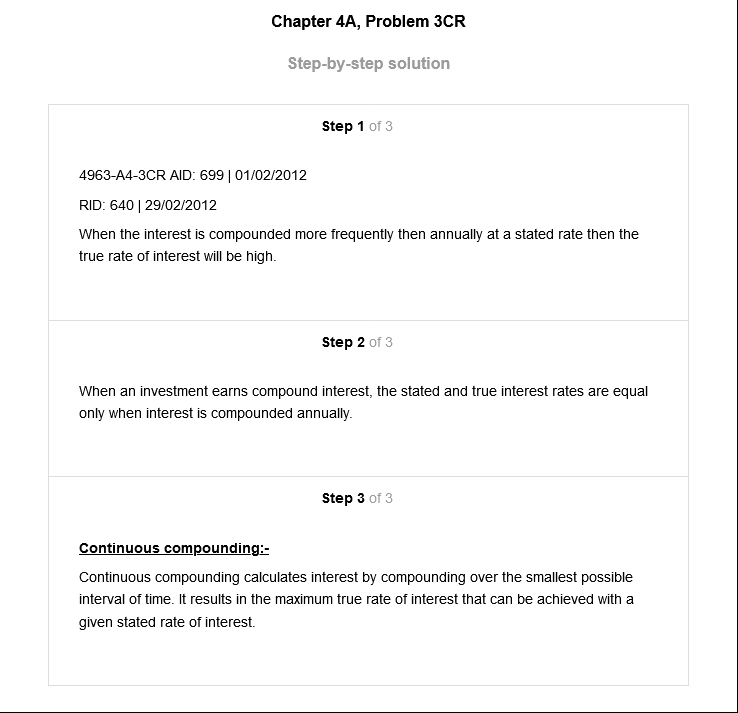 Chapter 4A, Problem 3CR
Step-by-step solution
Step 1 of 3
4963-A4-3CR AID: 699 | 01/02/2012
RID: 640 | 29/02/2012
When the interest is compounded more frequently then annually at a stated rate then the
true rate of interest will be high.
Step 2 of 3
When an investment earns compound interest, the stated and true interest rates are equal
only when interest is compounded annually.
Step 3 of 3
Continuous compounding:-
Continuous compounding calculates interest by compounding over the smallest possible
interval of time. It results in the maximum true rate of interest that can be achieved with a
given stated rate of interest.